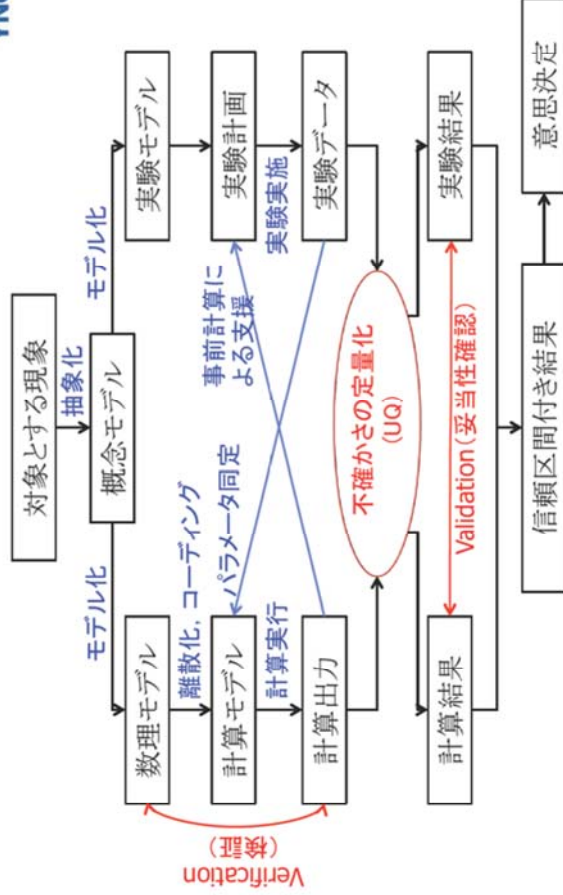 対象とする現象
抽象化
概念モデル
モデル化
モデル化
数理モデル
実験モデル
離散化，コーディング
計算モデル
パラメータ同定
事前計算に
よる支援
実験計画
計算実行
実験実施
計算出力
実験データ
Verification
（検証）
不確かさの定量化
(UQ)
計算結果
Validation（妥当性確認）
実験結果
信頼区間付き結果
意思決定